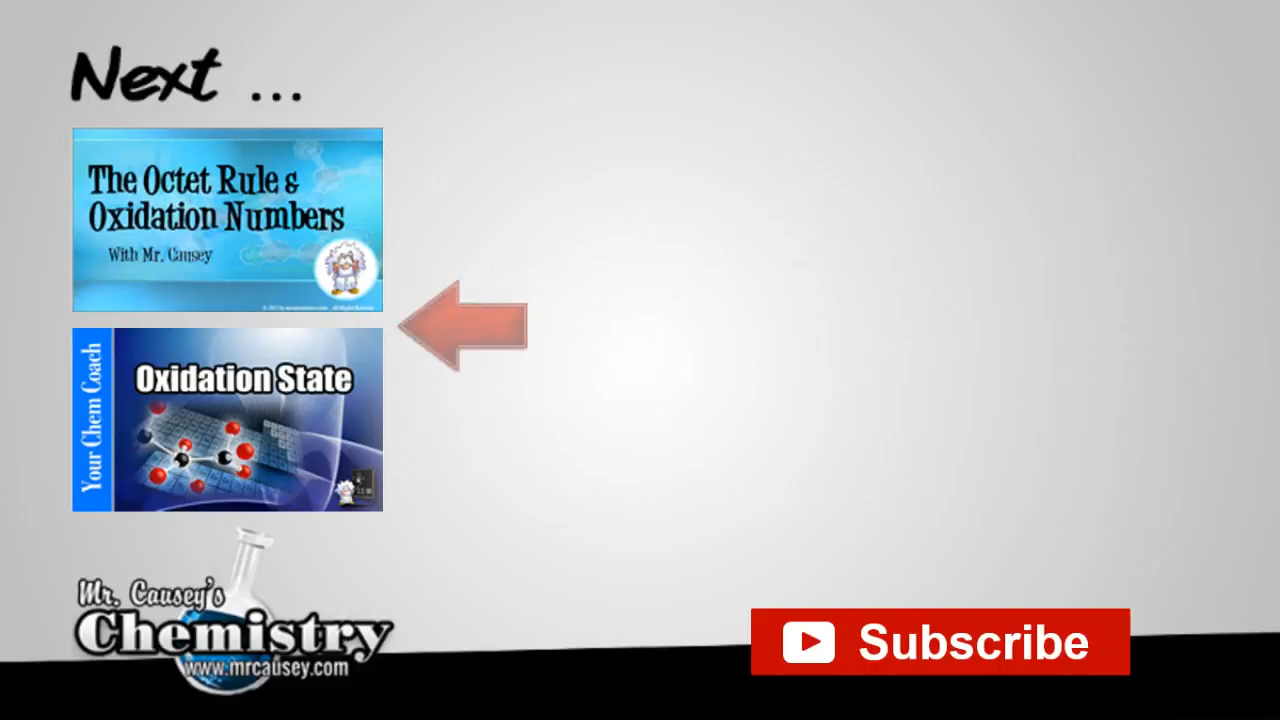 Next ...
The Octet Rule &
Oxidation Numbers
With Mr. Causey
Your Chem Coach
Oxidation State
Mr. Causey's
Chemistry
www.mrcausey.com
Subscribe